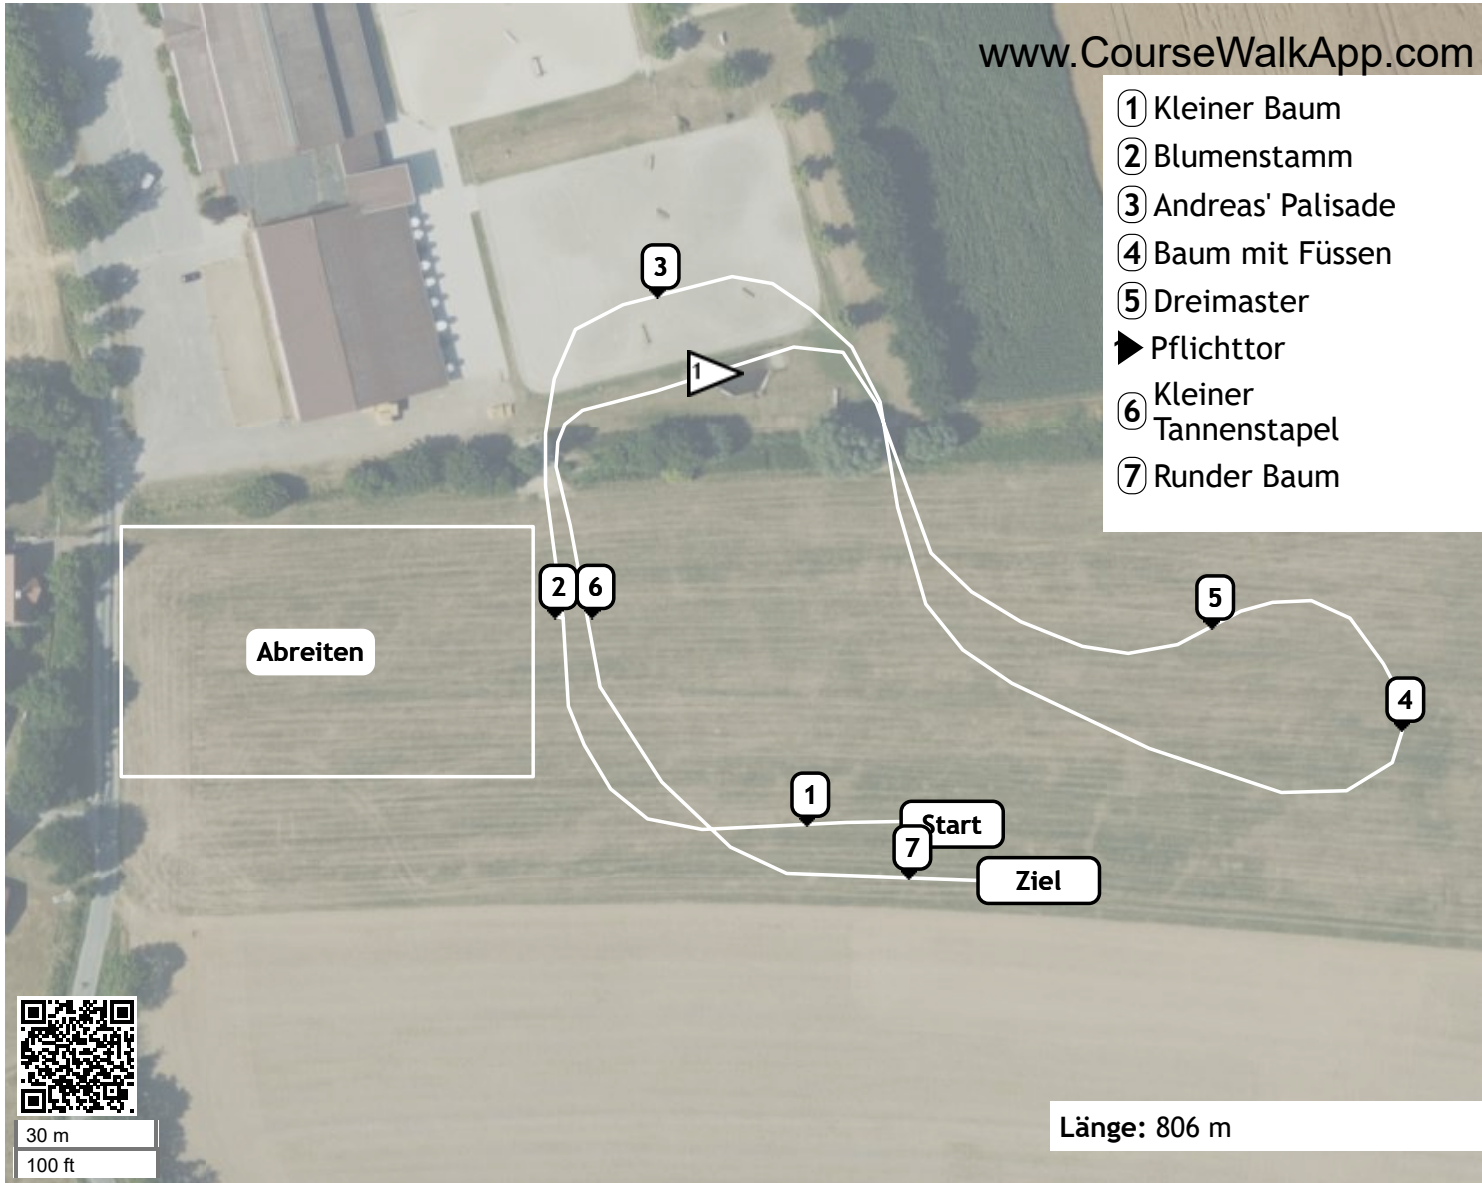 www.CourseWalkApp.com
1 Kleiner Baum
2 Blumenstamm
3 Andreas' Palisade
4 Baum mit Füssen
5 Dreimaster
Pflichttor
6 Kleiner
Tannenstapel
7 Runder Baum
3
1
2 6
5
Abreiten
4
1
Start
7
Ziel
Länge: 806 m
30 m
100 ft